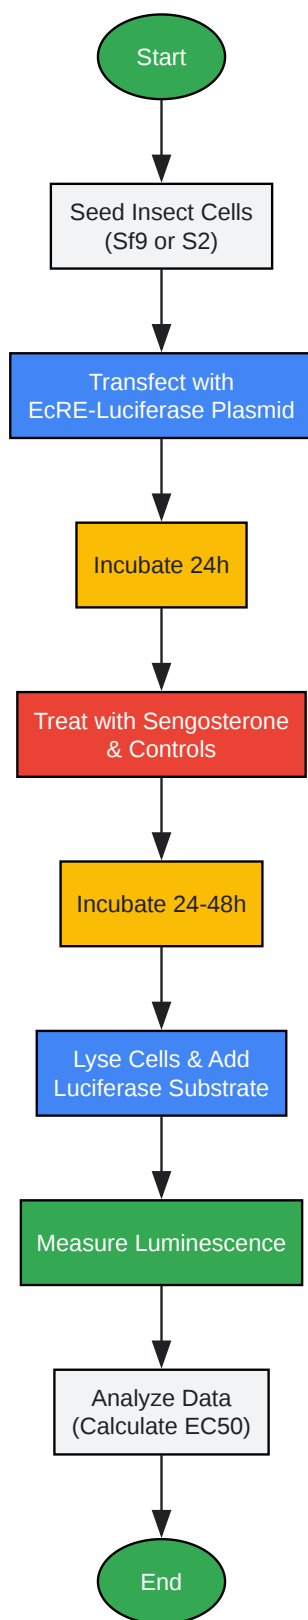 Start
Seed Insect Cells
(Sf9 or S2)
Transfect with
EcRE-Luciferase Plasmid
Incubate 24h
Treat with Sengosterone
& Controls
Incubate 24-48h
Lyse Cells & Add
Luciferase Substrate
Measure Luminescence
Analyze Data
(Calculate EC50)
End